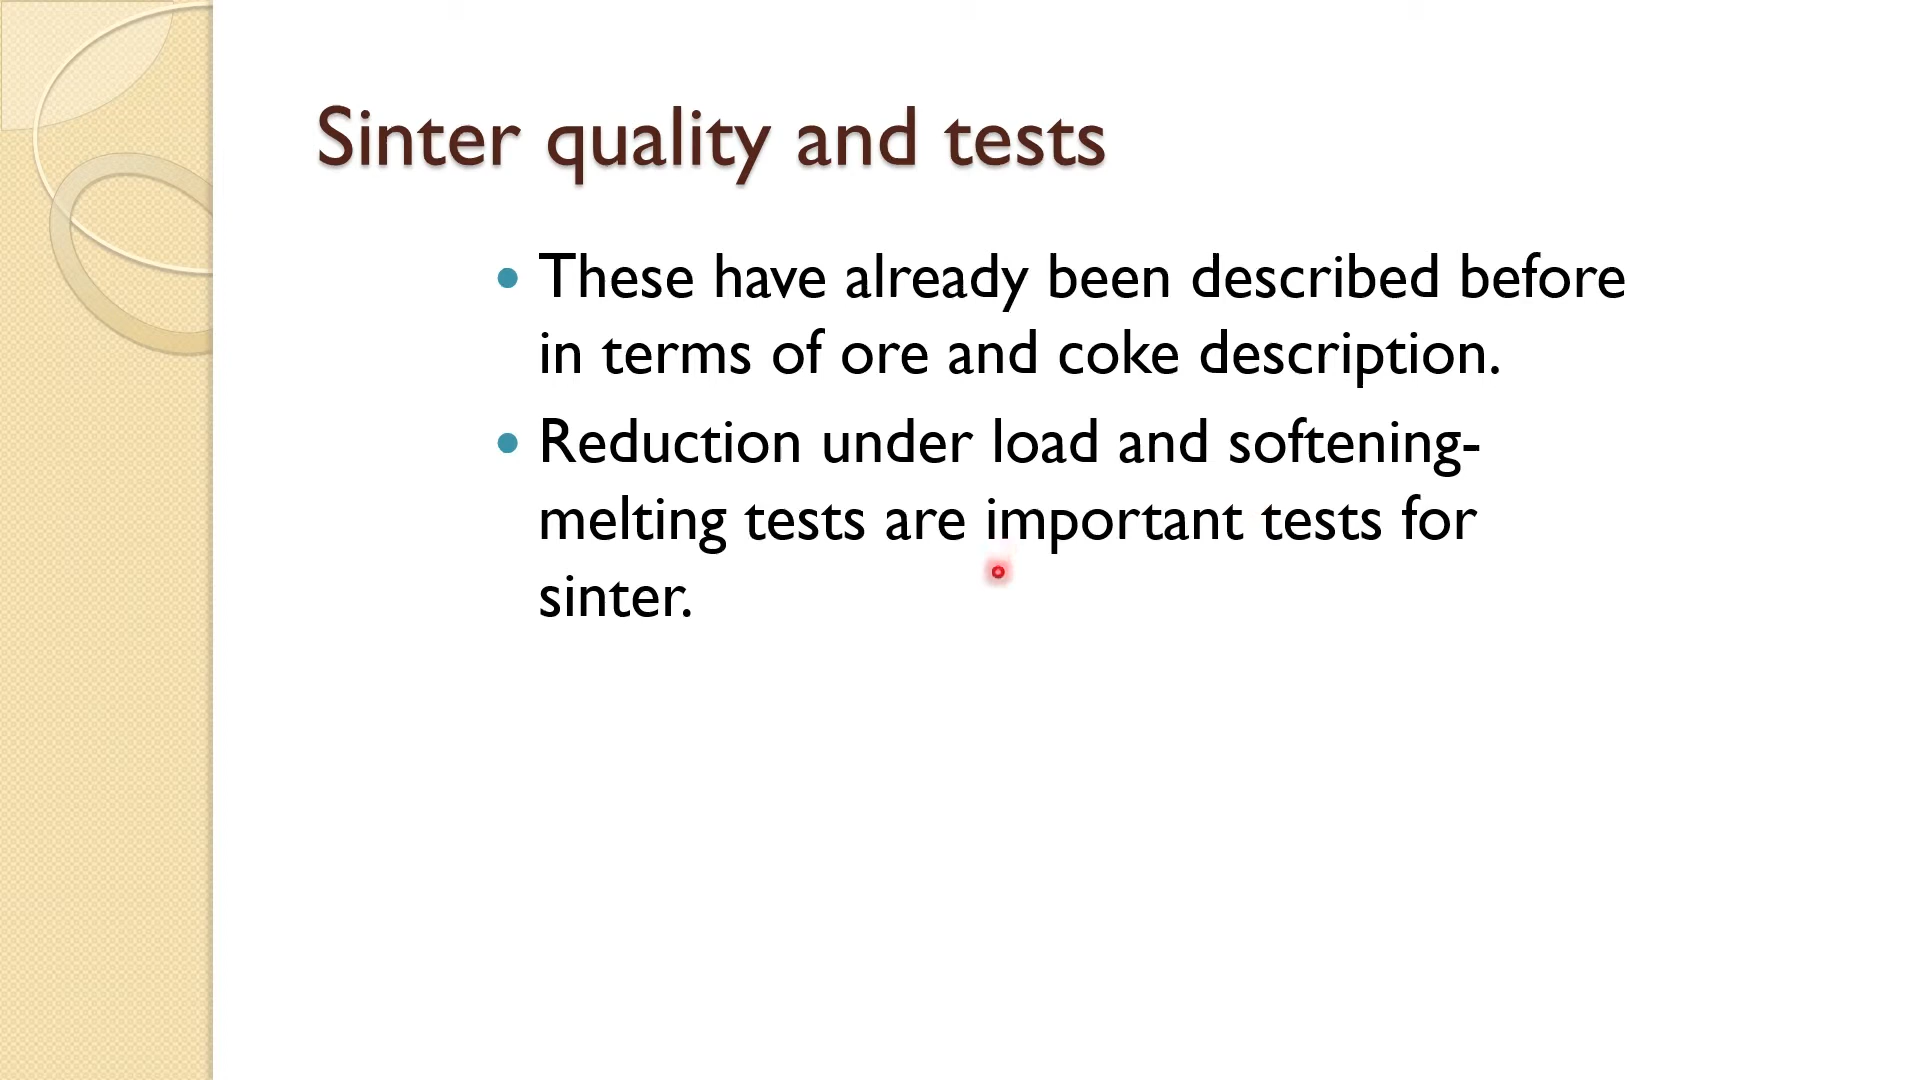 Sinter quality and tests
These have already been described before
in terms of ore and coke description.
Reduction under load and softening-
melting tests are important tests for
sinter.